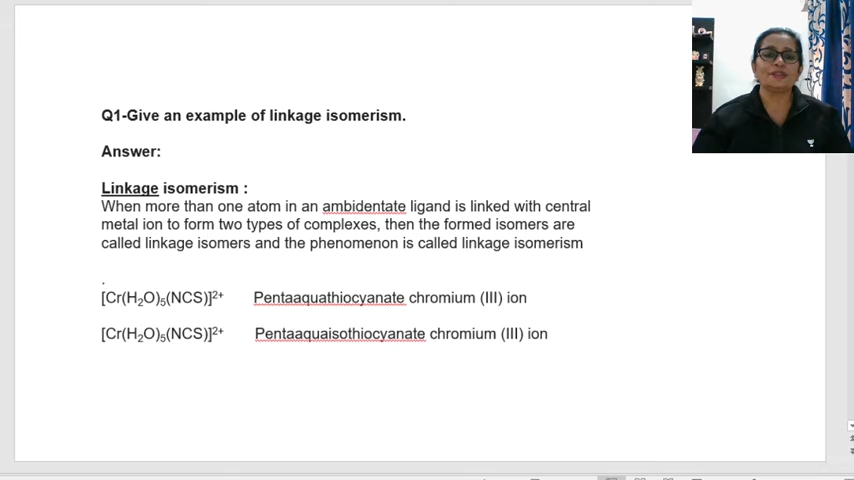 Q1-Give an example of linkage isomerism.
Answer:
Linkage isomerism :
When more than one atom in an ambidentate ligand is linked with central
metal ion to form two types of complexes, then the formed isomers are
called linkage isomers and the phenomenon is called linkage isomerism
.
[Cr(H₂O)₅(NCS)]²⁺ Pentaaquathiocyanate chromium (III) ion
[Cr(H₂O)₅(NCS)]²⁺ Pentaaquaisothiocyanate chromium (III) ion